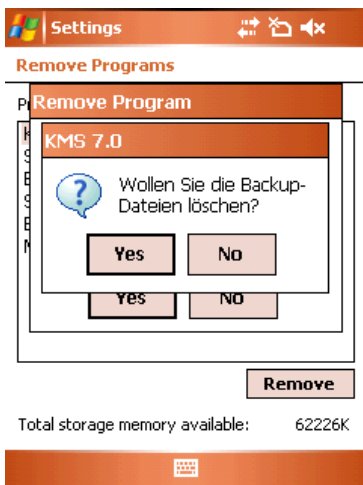 Settings
Remove Programs
P
Remove Program
K
KMS 7.0
S
E
S
E
M
Wollen Sie die Backup-
Dateien löschen?
Yes No
Yes No
Remove
Total storage memory available: 62226K